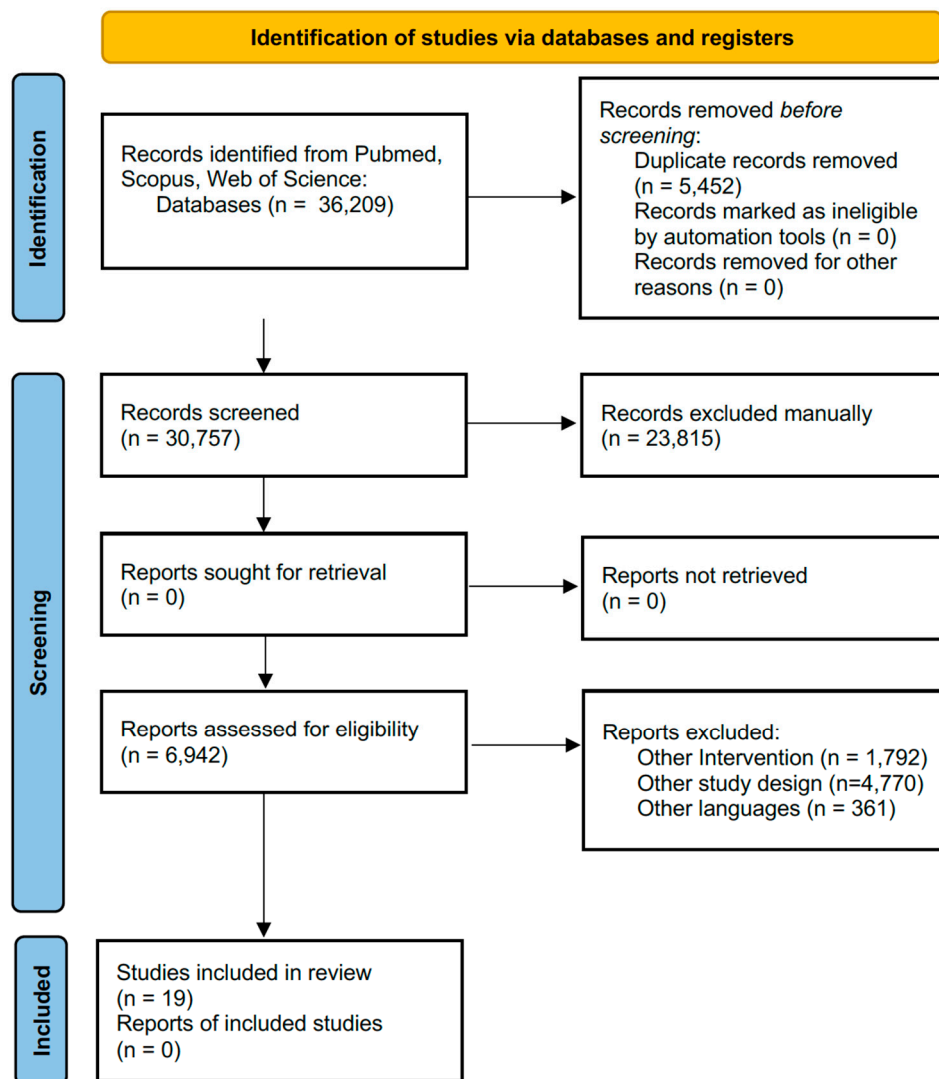 Identification of studies via databases and registers
Identification
Records identified from Pubmed,
Scopus, Web of Science:
Databases (n = 36,209)
Records removed before
screening:
Duplicate records removed
(n = 5,452)
Records marked as ineligible
by automation tools (n = 0)
Records removed for other
reasons (n = 0)
Screening
Records screened
(n = 30,757)
Records excluded manually
(n = 23,815)
Reports sought for retrieval
(n = 0)
Reports not retrieved
(n = 0)
Reports assessed for eligibility
(n = 6,942)
Reports excluded:
Other Intervention (n = 1,792)
Other study design (n=4,770)
Other languages (n = 361)
Included
Studies included in review
(n = 19)
Reports of included studies
(n = 0)